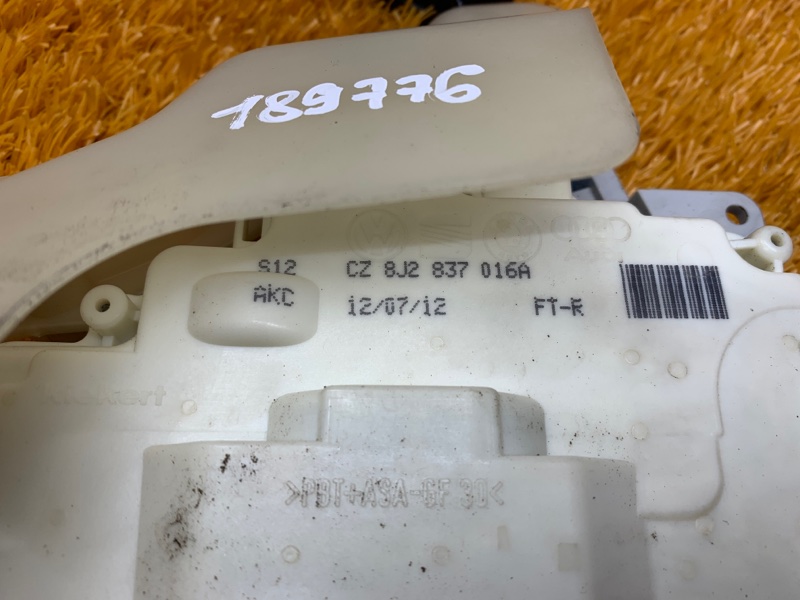 189776
S12 CZ 8J2 837 016A
AKC 12/07/12 FT-R
>PBT+ASA-GF 30<